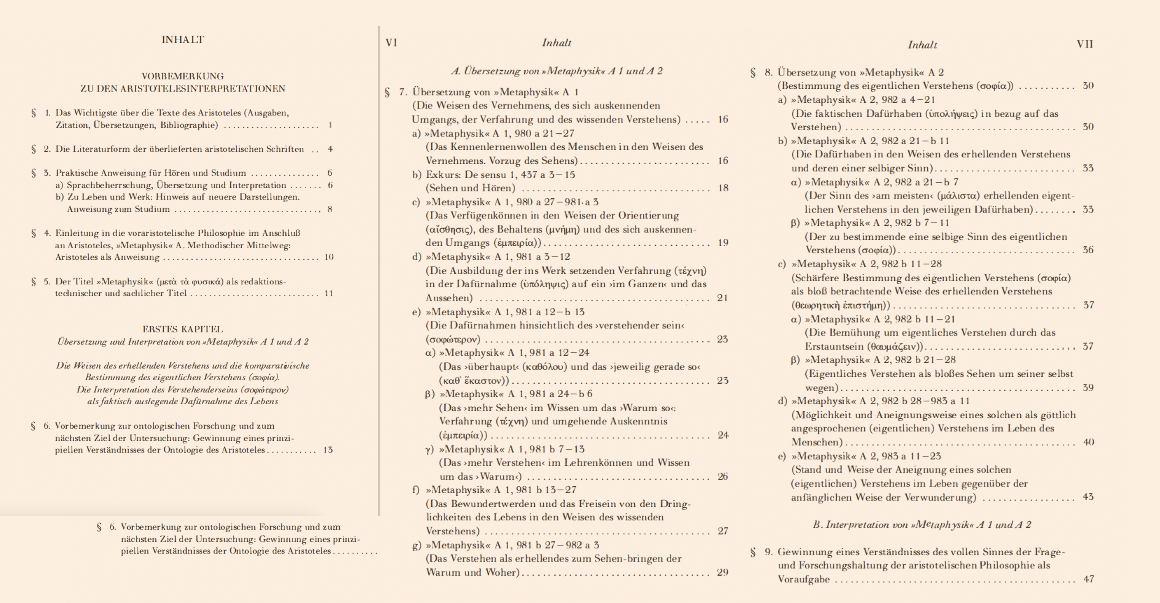 INHALT
VORBEMERKUNG
ZU DEN ARISTOTELESINTERPRETATIONEN
§ 1. Das Wichtigste über die Texte des Aristoteles (Ausgaben,
Zitation, Übersetzungen, Bibliographie) .................... 1
§ 2. Die Literaturform der überlieferten aristotelischen Schriften .. 4
§ 3. Praktische Anweisung für Hören und Studium ............... 6
a) Sprachbeherrschung, Übersetzung und Interpretation ....... 6
b) Zu Leben und Werk: Hinweis auf neuere Darstellungen.
Anweisung zum Studium .............................. 8
§ 4. Einleitung in die voraristotelische Philosophie im Anschluß
an Aristoteles, »Metaphysik« A. Methodischer Mittelweg:
Aristoteles als Anweisung ................................ 10
§ 5. Der Titel »Metaphysik« (μετὰ τὰ φυσικά) als redaktions-
technischer und sachlicher Titel .......................... 11
ERSTES KAPITEL
Übersetzung und Interpretation von »Metaphysik« A 1 und A 2
Die Weisen des erhellenden Verstehens und die komparativische
Bestimmung des eigentlichen Verstehens (σοφία).
Die Interpretation des Verstehenderseins (σοφώτερον)
als faktisch auslegende Dafürnahme des Lebens
§ 6. Vorbemerkung zur ontologischen Forschung und zum
nächsten Ziel der Untersuchung: Gewinnung eines prinzi-
piellen Verständnisses der Ontologie des Aristoteles .......... 13
§ 6. Vorbemerkung zur ontologischen Forschung und zum
nächsten Ziel der Untersuchung: Gewinnung eines prinzi-
piellen Verständnisses der Ontologie des Aristoteles .........
VI Inhalt
A. Übersetzung von »Metaphysik« A 1 und A 2
§ 7. Übersetzung von »Metaphysik« A 1
(Die Weisen des Vernehmens, des sich auskennenden
Umgangs, der Verfahrung und des wissenden Verstehens) ..... 16
a) »Metaphysik« A 1, 980 a 21–27
(Das Kennenlernenwollen des Menschen in den Weisen des
Vernehmens. Vorzug des Sehens) ........................ 16
b) Exkurs: De sensu 1, 437 a 3–15
(Sehen und Hören) ................................... 18
c) »Metaphysik« A 1, 980 a 27–981 a 3
(Das Verfügenkönnen in den Weisen der Orientierung
(αἴσθησις), des Behaltens (μνήμη) und des sich auskennen-
den Umgangs (ἐμπειρία)) .............................. 19
d) »Metaphysik« A 1, 981 a 3–12
(Die Ausbildung der ins Werk setzenden Verfahrung (τέχνη)
in der Dafürnahme (ὑπόληψις) auf ein ›im Ganzen‹ und das
Aussehen) .......................................... 21
e) »Metaphysik« A 1, 981 a 12–b 13
(Die Dafürnahmen hinsichtlich des ›verstehender sein‹
(σοφώτερον) ........................................ 23
α) »Metaphysik« A 1, 981 a 12–24
(Das ›überhaupt‹ (καθόλου) und das ›jeweilig gerade so‹
(καθ᾽ ἕκαστον)) .................................... 23
β) »Metaphysik« A 1, 981 a 24–b 6
(Das ›mehr Sehen‹ im Wissen um das ›Warum so‹:
Verfahrung (τέχνη) und umgehende Auskenntnis
(ἐμπειρία)) ........................................ 24
γ) »Metaphysik« A 1, 981 b 7–13
(Das ›mehr Verstehen‹ im Lehrenkönnen und Wissen
um das ›Warum‹) .................................. 26
f) »Metaphysik« A 1, 981 b 13–27
(Das Bewundertwerden und das Freisein von den Dring-
lichkeiten des Lebens in den Weisen des wissenden
Verstehens) ......................................... 27
g) »Metaphysik« A 1, 981 b 27–982 a 3
(Das Verstehen als erhellendes zum Sehen-bringen der
Warum und Woher) ................................... 29
Inhalt VII
§ 8. Übersetzung von »Metaphysik« A 2
(Bestimmung des eigentlichen Verstehens (σοφία)) ........... 30
a) »Metaphysik« A 2, 982 a 4–21
(Die faktischen Dafürhaben (ὑπολήψεις) in bezug auf das
Verstehen) .......................................... 30
b) »Metaphysik« A 2, 982 a 21–b 11
(Die Dafürhaben in den Weisen des erhellenden Verstehens
und deren einer selbiger Sinn) ......................... 33
α) »Metaphysik« A 2, 982 a 21–b 7
(Der Sinn des ›am meisten‹ (μάλιστα) erhellenden eigent-
lichen Verstehens in den jeweiligen Dafürhaben) ........ 33
β) »Metaphysik« A 2, 982 b 7–11
(Der zu bestimmende eine selbige Sinn des eigentlichen
Verstehens (σοφία)) ................................ 36
c) »Metaphysik« A 2, 982 b 11–28
(Schärfere Bestimmung des eigentlichen Verstehens (σοφία)
als bloß betrachtende Weise des erhellenden Verstehens
(θεωρητικὴ ἐπιστήμη)) ................................ 37
α) »Metaphysik« A 2, 982 b 11–21
(Die Bemühung um eigentliches Verstehen durch das
Erstauntsein (θαυμάζειν)) ........................... 37
β) »Metaphysik« A 2, 982 b 21–28
(Eigentliches Verstehen als bloßes Sehen um seiner selbst
wegen) ........................................... 39
d) »Metaphysik« A 2, 982 b 28–983 a 11
(Möglichkeit und Aneignungsweise eines solchen als göttlich
angesprochenen (eigentlichen) Verstehens im Leben des
Menschen) .......................................... 40
e) »Metaphysik« A 2, 983 a 11–23
(Stand und Weise der Aneignung eines solchen
(eigentlichen) Verstehens im Leben gegenüber der
anfänglichen Weise der Verwunderung) ................. 43
B. Interpretation von »Metaphysik« A 1 und A 2
§ 9. Gewinnung eines Verständnisses des vollen Sinnes der Frage-
und Forschungshaltung der aristotelischen Philosophie als
Voraufgabe ............................................ 47